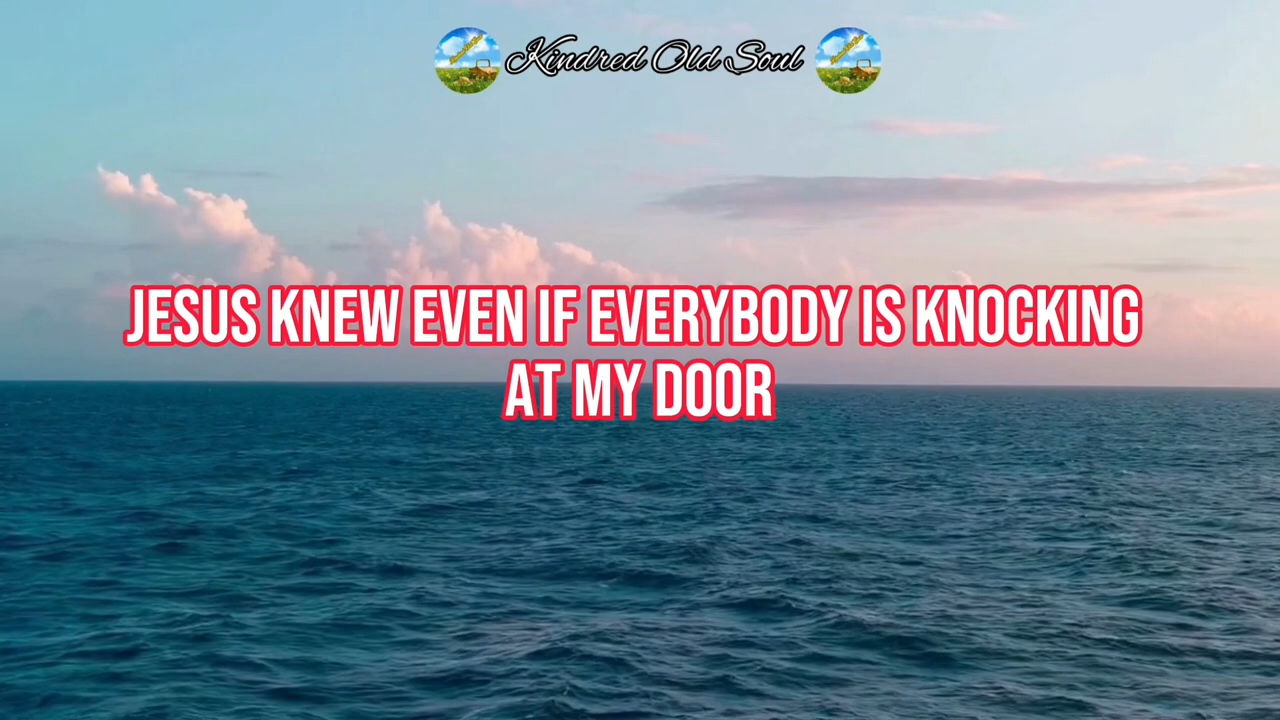 Kindred Old Soul
JESUS KNEW EVEN IF EVERYBODY IS KNOCKING
AT MY DOOR